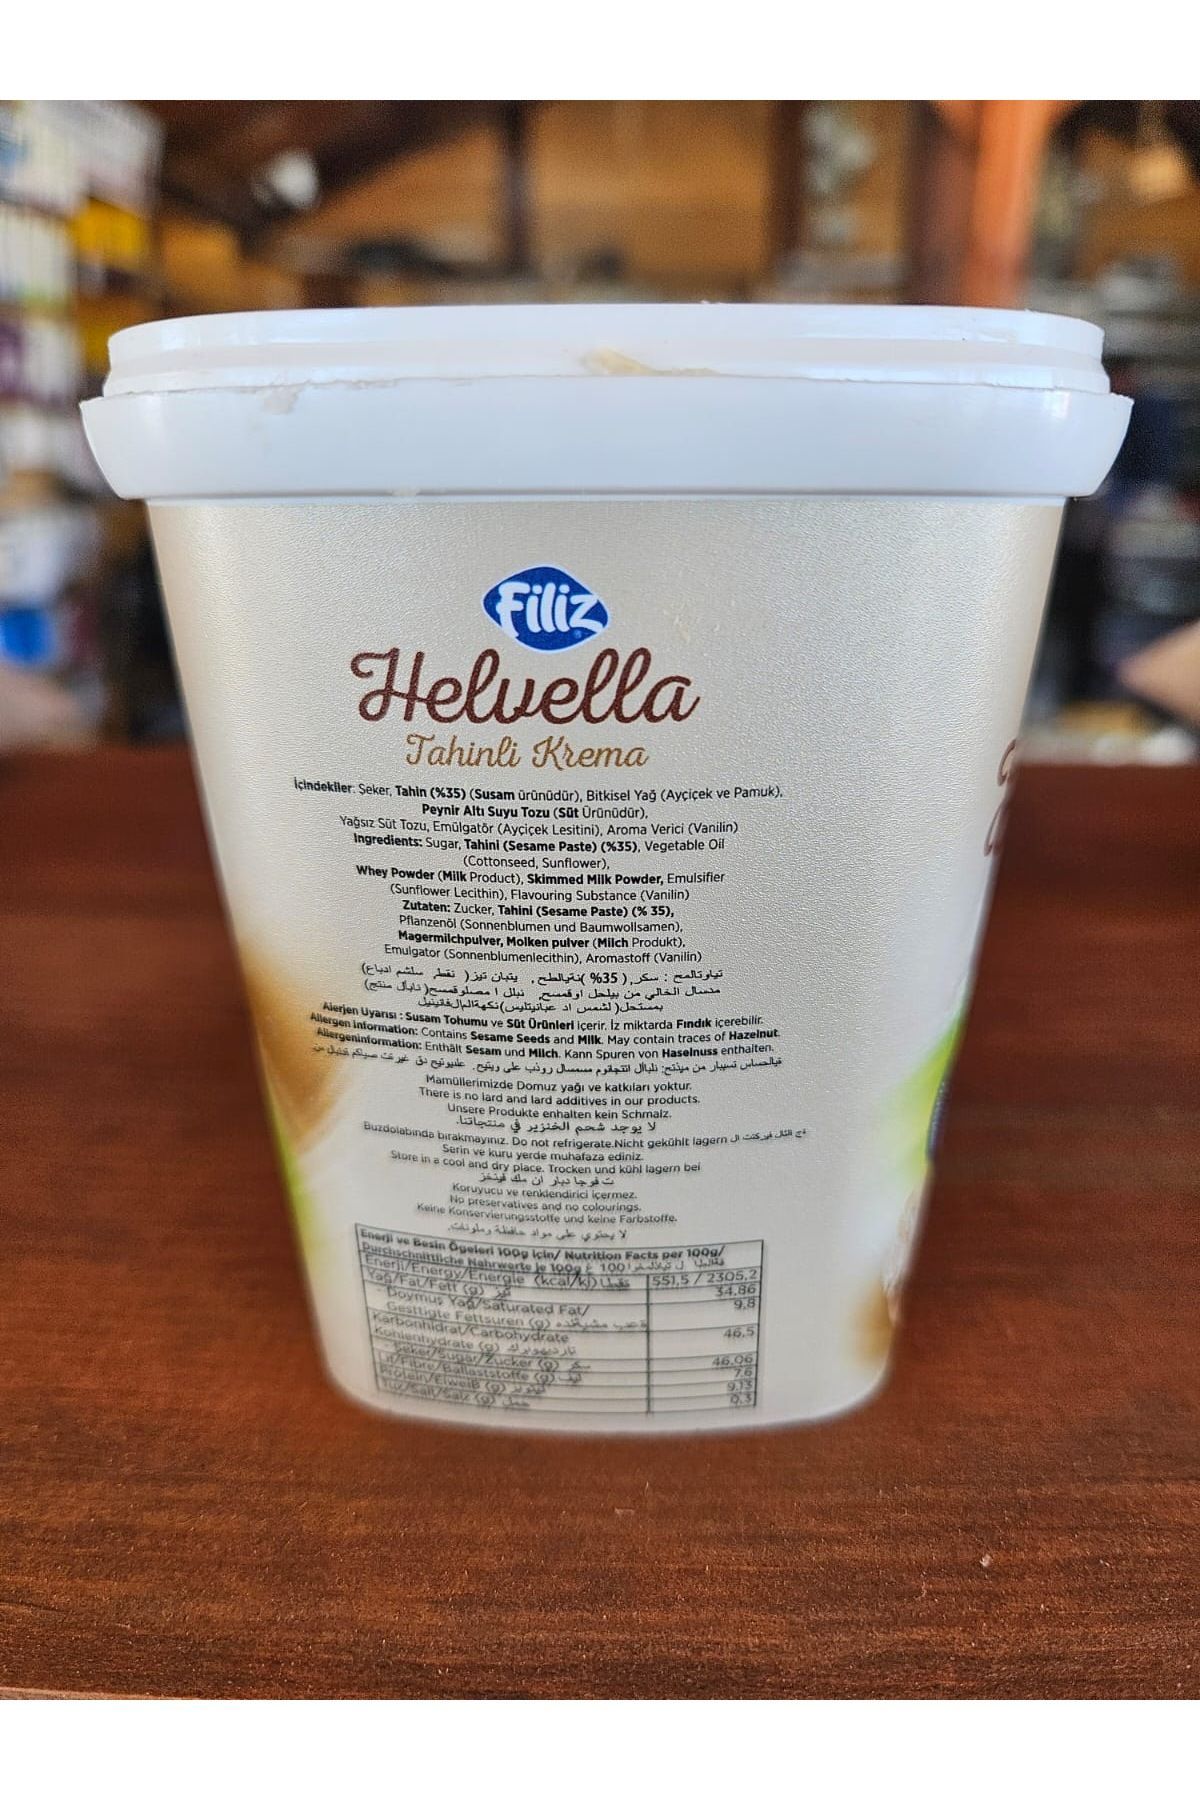 Filiz
Helvella
Tahinli Krema
İçindekiler: Şeker, Tahin (%35) (Susam ürünüdür), Bitkisel Yağ (Ayçiçek ve Pamuk),
Peynir Altı Suyu Tozu (Süt Ürünüdür),
Yağsız Süt Tozu, Emülgatör (Ayçiçek Lesitini), Aroma Verici (Vanilin)
Ingredients: Sugar, Tahini (Sesame Paste) (%35), Vegetable Oil
(Cottonseed, Sunflower),
Whey Powder (Milk Product), Skimmed Milk Powder, Emulsifier
(Sunflower Lecithin), Flavouring Substance (Vanilin)
Zutaten: Zucker, Tahini (Sesame Paste) (% 35),
Pflanzenöl (Sonnenblumen und Baumwollsamen),
Magermilchpulver, Molken pulver (Milch Produkt),
Emulgator (Sonnenblumenlecithin), Aromastoff (Vanilin)
Alerjen Uyarısı : Susam Tohumu ve Süt Ürünleri içerir. İz miktarda Fındık içerebilir.
Allergen information: Contains Sesame Seeds and Milk. May contain traces of Hazelnut.
Allergeninformation: Enthält Sesam und Milch. Kann Spuren von Haselnuss enthalten.
Mamüllerimizde Domuz yağı ve katkıları yoktur.
There is no lard and lard additives in our products.
Unsere Produkte enhalten kein Schmalz.
لا يوجد شحم الخنزير في منتجاتنا.
Buzdolabında bırakmayınız. Do not refrigerate.Nicht gekühlt lagern
Serin ve kuru yerde muhafaza ediniz.
Store in a cool and dry place. Trocken und kühl lagern bei
Koruyucu ve renklendirici içermez.
No preservatives and no colourings.
Keine Konservierungsstoffe und keine Farbstoffe.
لا يحتوي على مواد حافظة وملونات.
Enerji ve Besin Ögeleri 100g İçin/ Nutrition Facts per 100g/
Durchschnittliche Nahrwerte je 100g
Enerji/Energy/Energie (kcal/kj) 551,5 / 2305,2
Yağ/Fat/Fett (g) 34,86
Doymuş Yağ/Saturated Fat/
Gesttigte Fettsuren (g) 9,8
Karbonhidrat/Carbohydrate
Kohlenhydrate (g) 46,5
Şeker/Sugar/Zucker (g) 46,06
Lif/Fibre/Ballaststoffe (g) 7,6
Protein/Eiweiß (g) 9,13
Tuz/Salt/Salz (g) 0,3